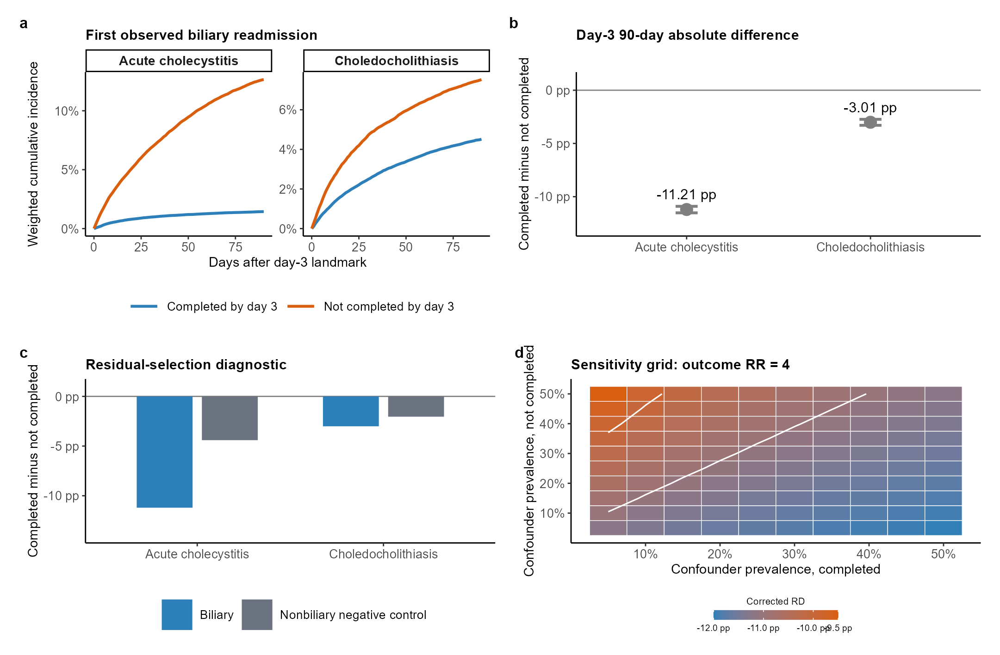 a
First observed biliary readmission
Acute cholecystitis
Choledocholithiasis
Weighted cumulative incidence
10%
5%
0%
6%
4%
2%
0%
0
25
50
75
0
25
50
75
Days after day-3 landmark
Completed by day 3
Not completed by day 3
b
Day-3 90-day absolute difference
Completed minus not completed
0 pp
-5 pp
-10 pp
-11.21 pp
-3.01 pp
Acute cholecystitis
Choledocholithiasis
c
Residual-selection diagnostic
Completed minus not completed
0 pp
-5 pp
-10 pp
Acute cholecystitis
Choledocholithiasis
Biliary
Nonbiliary negative control
d
Sensitivity grid: outcome RR = 4
Confounder prevalence, not completed
50%
40%
30%
20%
10%
10%
20%
30%
40%
50%
Confounder prevalence, completed
Corrected RD
-12.0 pp
-11.0 pp
-10.0 pp
-9.5 pp